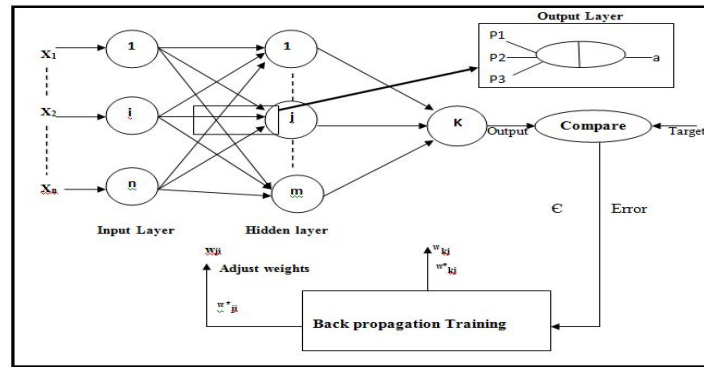 Output Layer
P1
P2
P3
a
X1
1
1
X2
i
j
K
Output
Compare
Target
Xn
n
m
Input Layer
Hidden layer
Є
Error
wji
Adjust weights
w*ji
wkj
w*kj
Back propagation Training